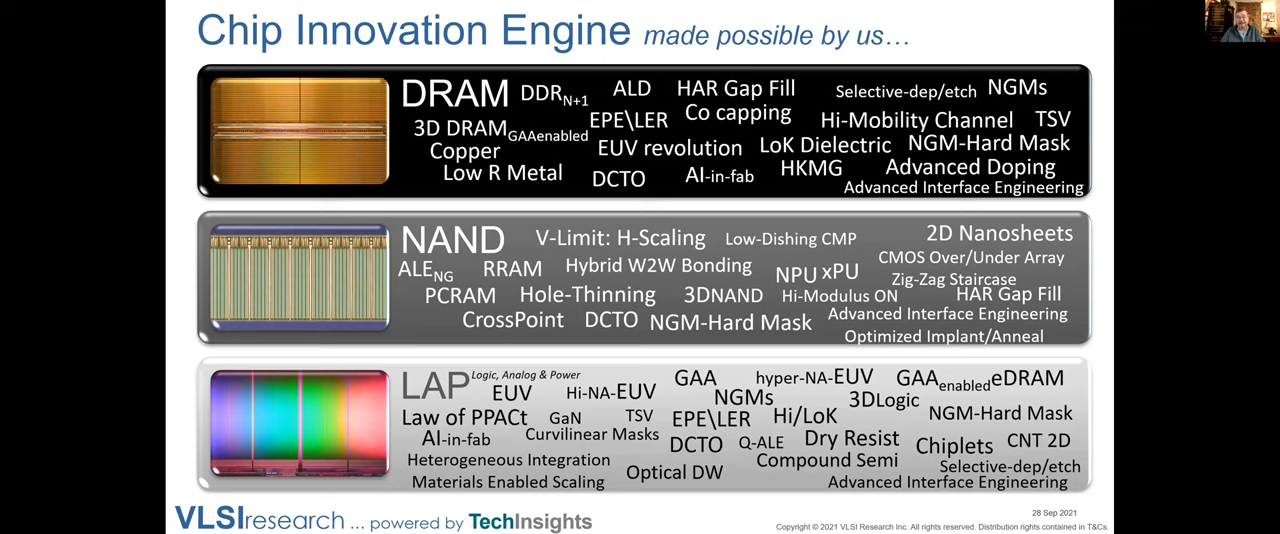 Chip Innovation Engine made possible by us...
DRAM DDRN+1 ALD HAR Gap Fill Selective-dep/etch NGMs
3D DRAMGAAenabled EPE\LER Co capping Hi-Mobility Channel TSV
Copper EUV revolution LoK Dielectric NGM-Hard Mask
Low R Metal DCTO AI-in-fab HKMG Advanced Doping
Advanced Interface Engineering
NAND V-Limit: H-Scaling Low-Dishing CMP 2D Nanosheets
ALENG RRAM Hybrid W2W Bonding NPU xPU CMOS Over/Under Array
Zig-Zag Staircase
PCRAM Hole-Thinning 3DNAND Hi-Modulus ON HAR Gap Fill
CrossPoint DCTO NGM-Hard Mask Advanced Interface Engineering
Optimized Implant/Anneal
LAP Logic, Analog & Power
EUV Hi-NA-EUV GAA hyper-NA-EUV GAAenabledeDRAM
NGMs 3DLogic
Law of PPACt GaN TSV EPE\LER Hi/LoK NGM-Hard Mask
AI-in-fab Curvilinear Masks DCTO Q-ALE Dry Resist Chiplets CNT 2D
Heterogeneous Integration Optical DW Compound Semi Selective-dep/etch
Materials Enabled Scaling Advanced Interface Engineering
VLSIresearch ... powered by TechInsights
28 Sep 2021
Copyright © 2021 VLSI Research Inc. All rights reserved. Distribution rights contained in T&Cs.